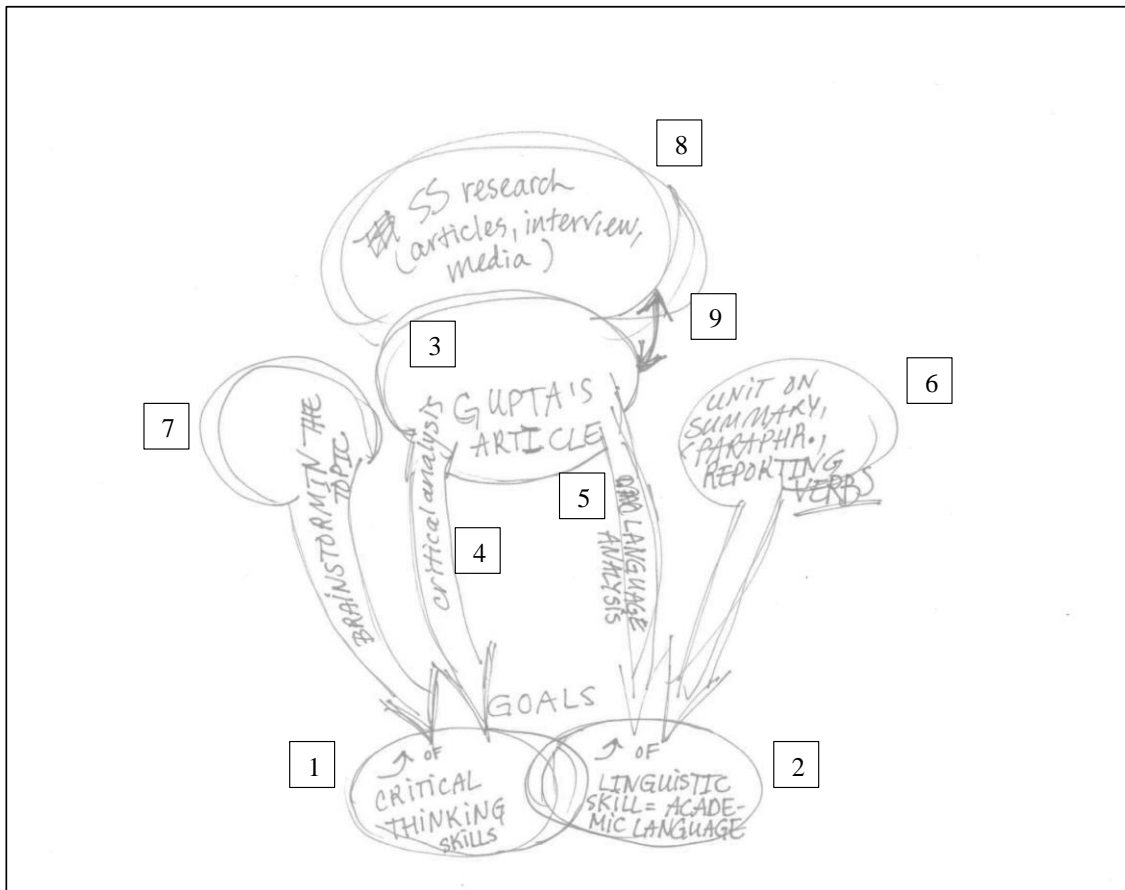 8
SS research
(articles, interview,
media)
9
3
GUPTA'S
ARTICLE
6
UNIT ON
SUMMARY,
PARAPHR.,
REPORTING
VERBS
7
BRAINSTORMIN THE
TOPIC
critical analysis
4
5
LANGUAGE
ANALYSIS
GOALS
1
OF
CRITICAL
THINKING
SKILLS
2
OF
LINGUISTIC
SKILL = ACADE-
MIC LANGUAGE